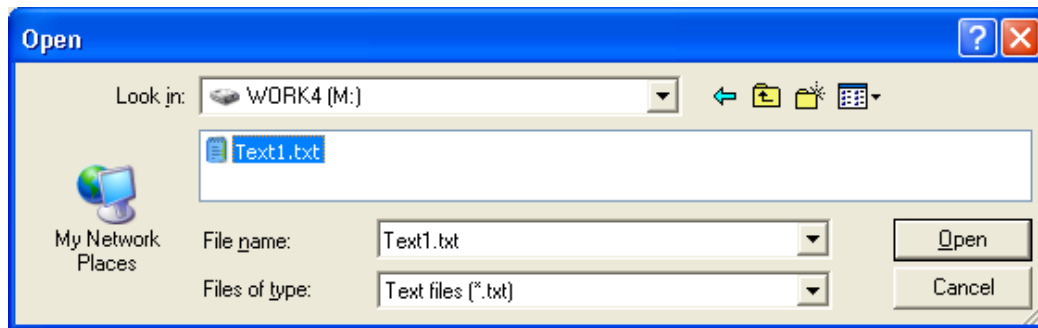 Open
Look in: WORK4 (M:)
Text1.txt
My Network
Places
File name: Text1.txt Open
Files of type: Text files (*.txt) Cancel